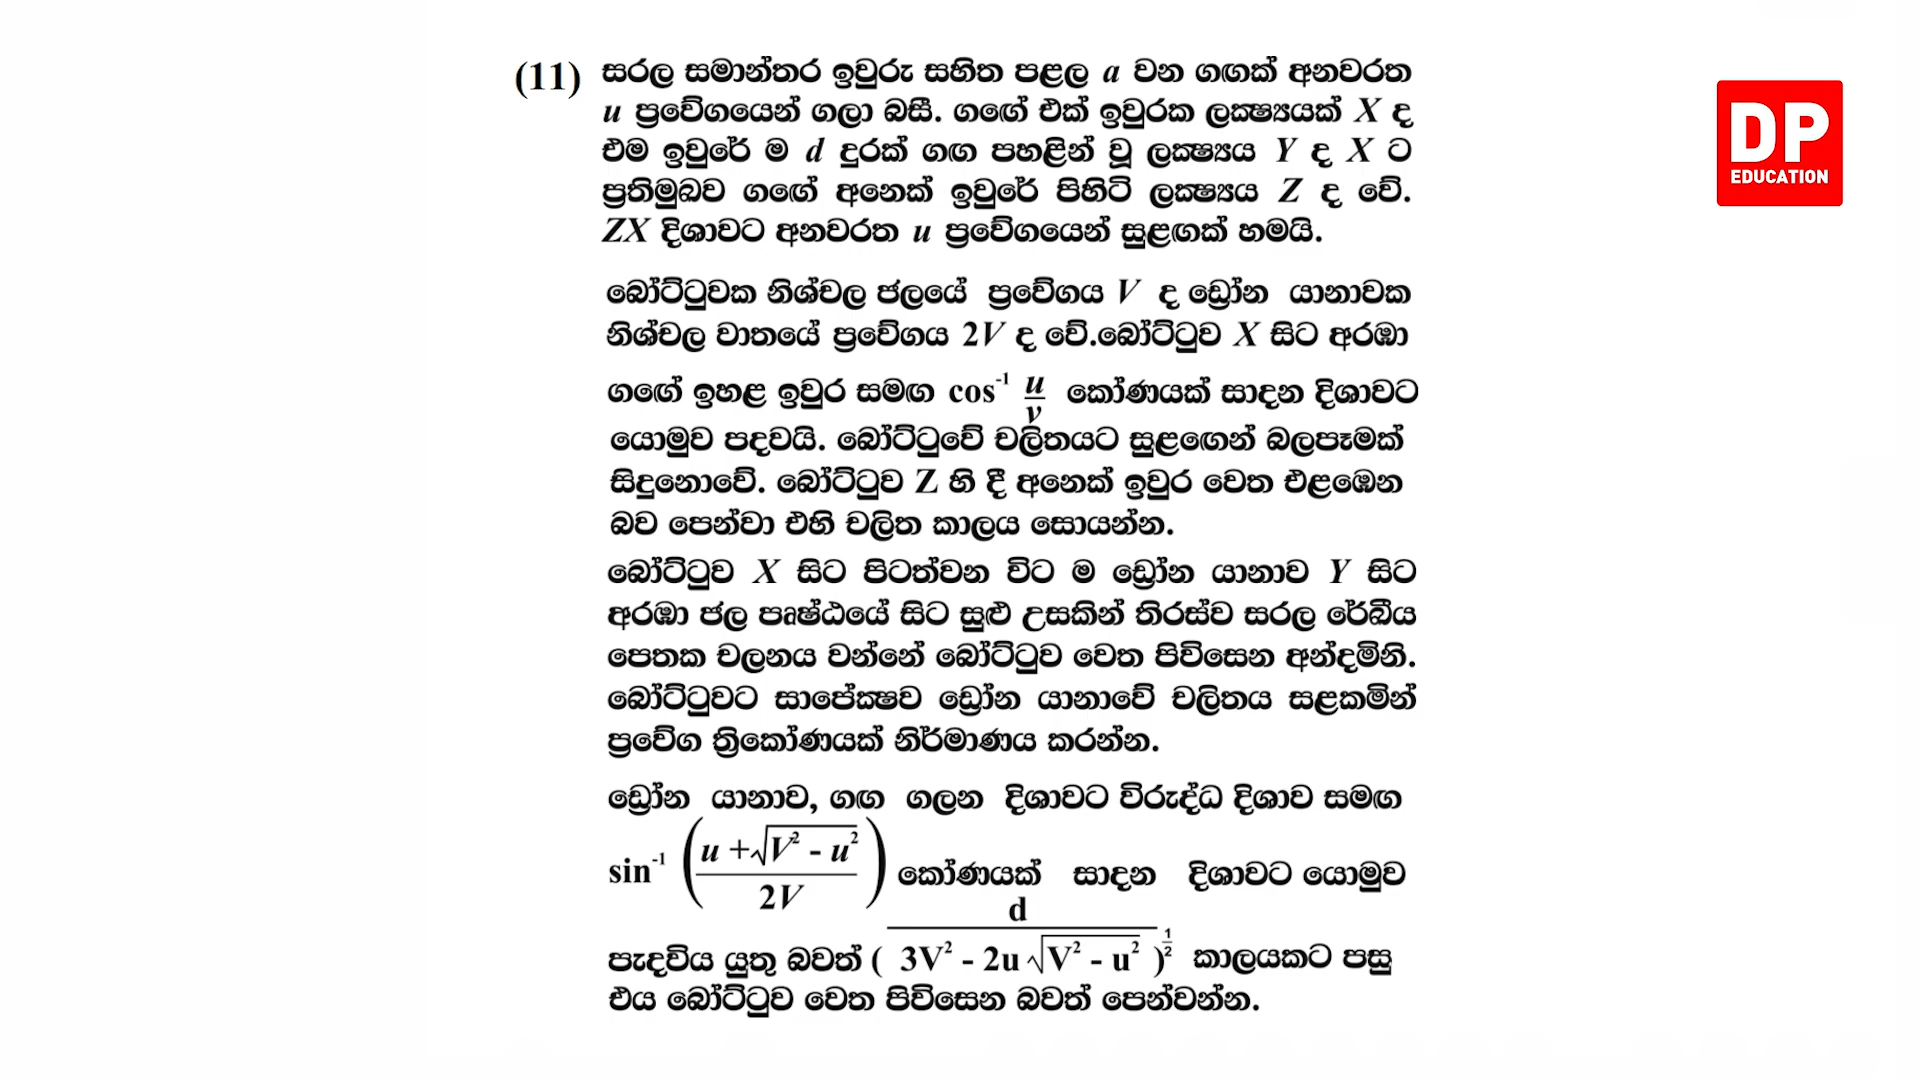 (11) සරල සමාන්තර ඉවුරු සහිත පළල a වන ගඟක් අනවරත
u ප්‍රවේගයෙන් ගලා බසී. ගඟේ එක් ඉවුරක ලක්‍ෂ්‍යයක් X ද
එම ඉවුරේ ම d දුරක් ගඟ පහළින් වූ ලක්‍ෂ්‍යය Y ද X ට
ප්‍රතිමුඛව ගඟේ අනෙක් ඉවුරේ පිහිටි ලක්‍ෂ්‍යය Z ද වේ.
ZX දිශාවට අනවරත u ප්‍රවේගයෙන් සුළඟක් හමයි.
බෝට්ටුවක නිශ්චල ජලයේ ප්‍රවේගය V ද ඩ්‍රෝන යානාවක
නිශ්චල වාතයේ ප්‍රවේගය 2V ද වේ.බෝට්ටුව X සිට අරඹා
ගඟේ ඉහළ ඉවුර සමඟ cos⁻¹ u/v කෝණයක් සාදන දිශාවට
යොමුව පදවයි. බෝට්ටුවේ චලිතයට සුළඟෙන් බලපෑමක්
සිදුනොවේ. බෝට්ටුව Z හි දී අනෙක් ඉවුර වෙත එළඹෙන
බව පෙන්වා එහි චලිත කාලය සොයන්න.
බෝට්ටුව X සිට පිටත්වන විට ම ඩ්‍රෝන යානාව Y සිට
අරඹා ජල පෘෂ්ඨයේ සිට සුළු උසකින් තිරස්ව සරල රේඛීය
පෙතක චලනය වන්නේ බෝට්ටුව වෙත පිවිසෙන අන්දමිනි.
බෝට්ටුවට සාපේක්‍ෂව ඩ්‍රෝන යානාවේ චලිතය සළකමින්
ප්‍රවේග ත්‍රිකෝණයක් නිර්මාණය කරන්න.
ඩ්‍රෝන යානාව, ගඟ ගලන දිශාවට විරුද්ධ දිශාව සමඟ
sin⁻¹ ((u + √(V² - u²))/2V) කෝණයක් සාදන දිශාවට යොමුව
පැදවිය යුතු බවත් d/(3V² - 2u√(V² - u²))^½ කාලයකට පසු
එය බෝට්ටුව වෙත පිවිසෙන බවත් පෙන්වන්න.
DP
EDUCATION